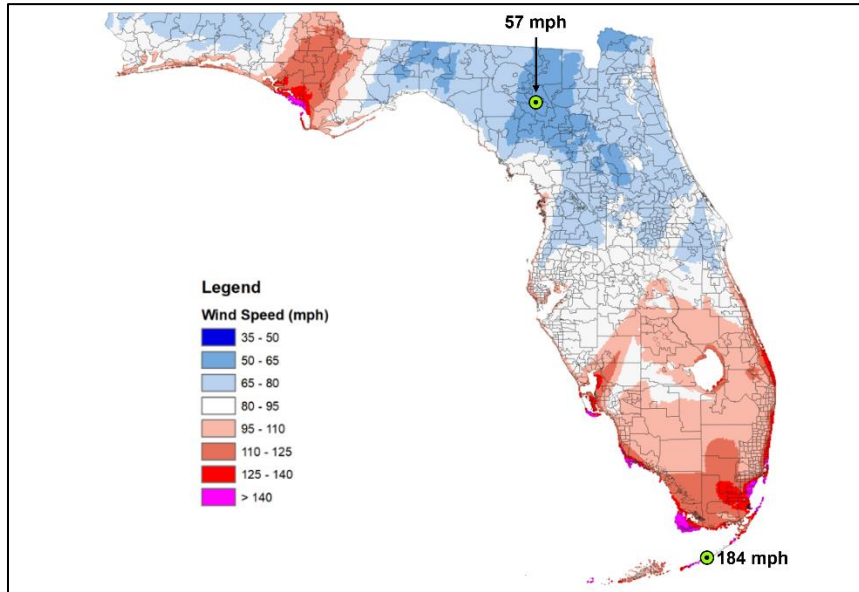 57 mph
Legend
Wind Speed (mph)
35 - 50
50 - 65
65 - 80
80 - 95
95 - 110
110 - 125
125 - 140
> 140
184 mph